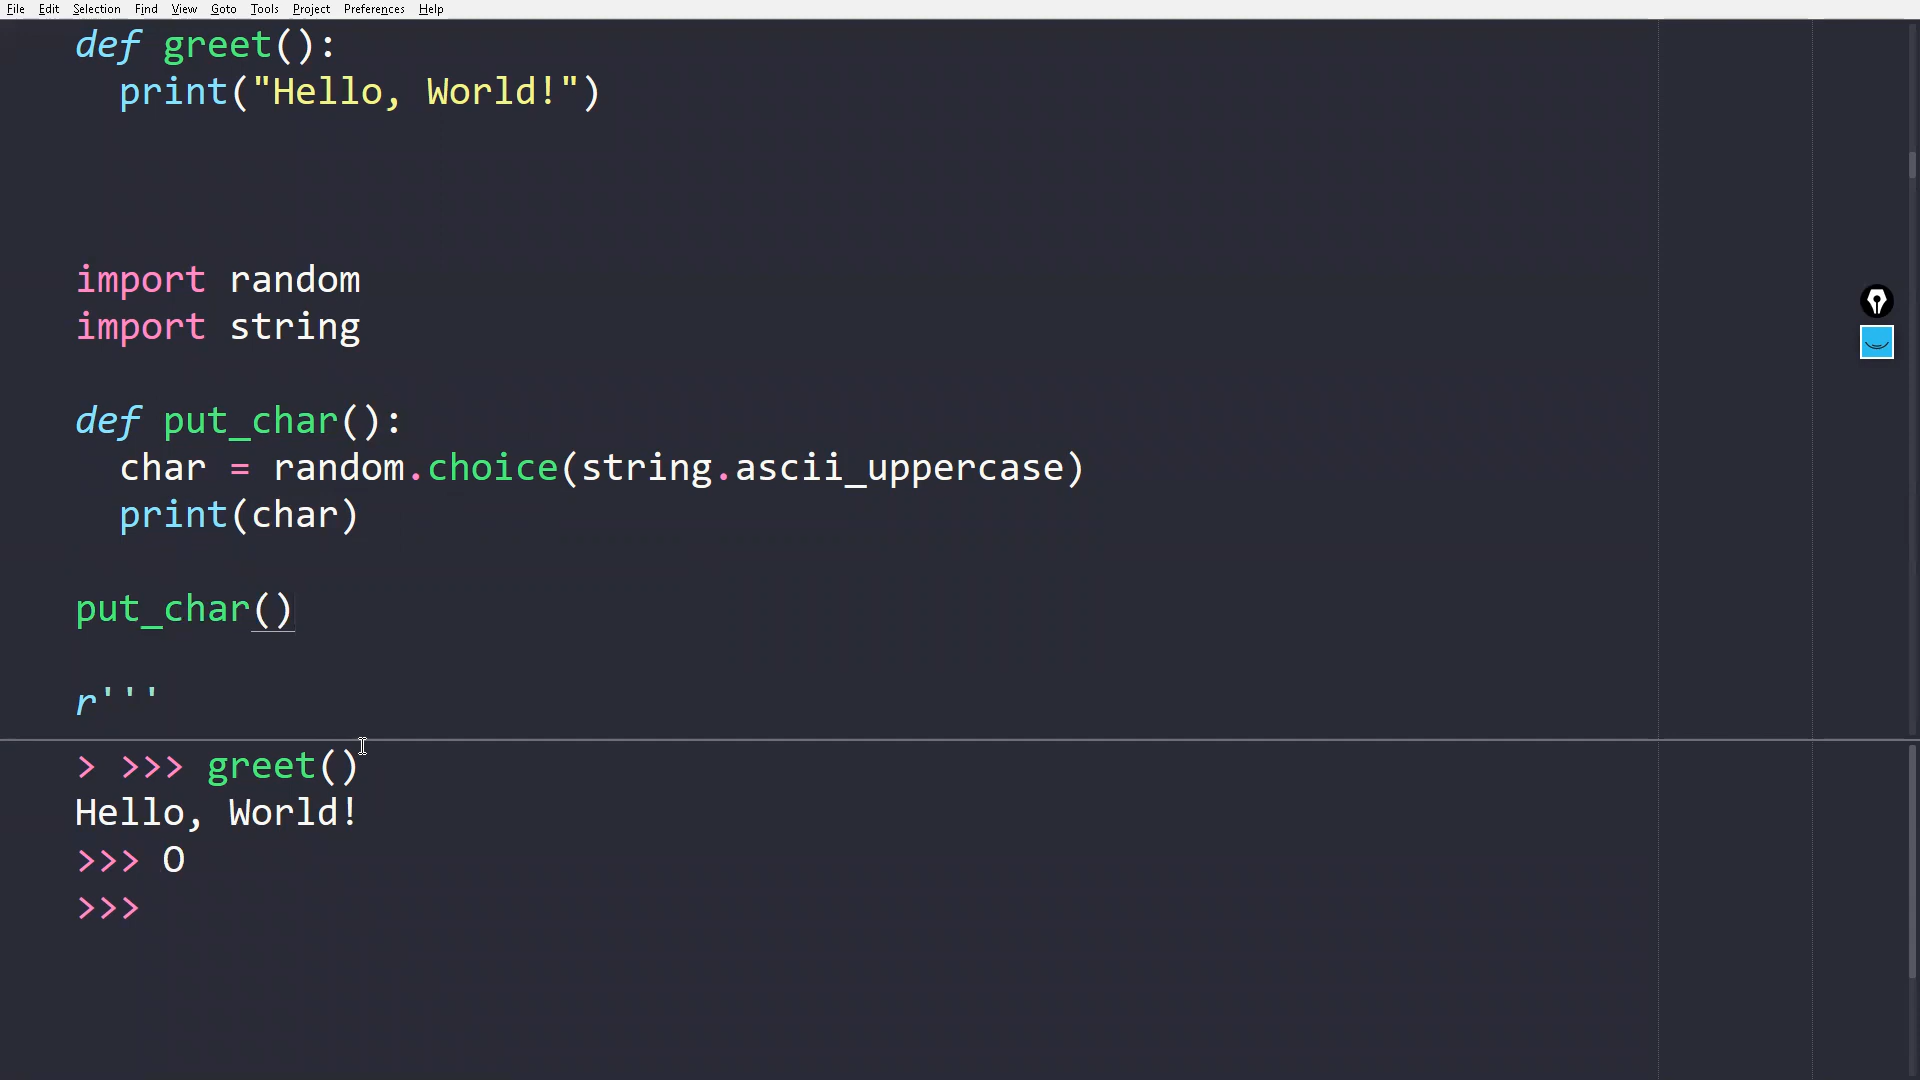 File Edit Selection Find View Goto Tools Project Preferences Help
def greet():
  print("Hello, World!")
import random
import string
def put_char():
  char = random.choice(string.ascii_uppercase)
  print(char)
put_char()
r'''
> >>> greet()
Hello, World!
>>> O
>>>